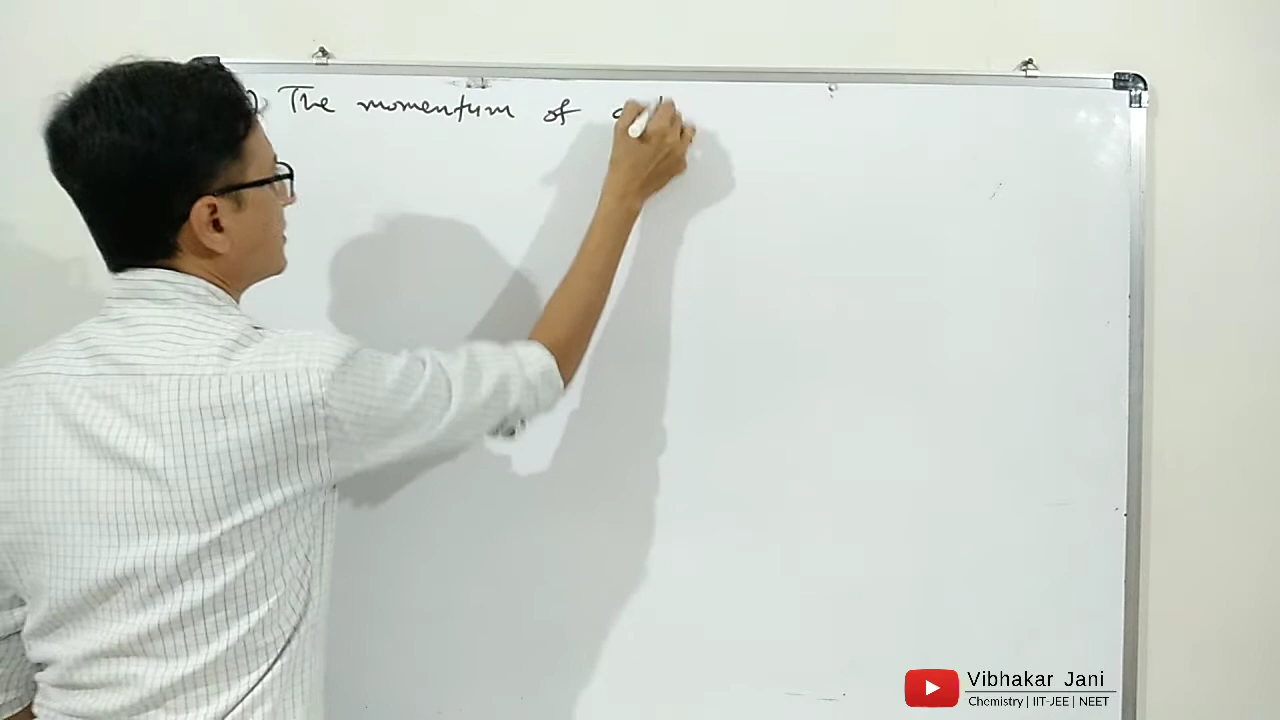 The momentum of a
Vibhakar Jani
Chemistry | IIT-JEE | NEET